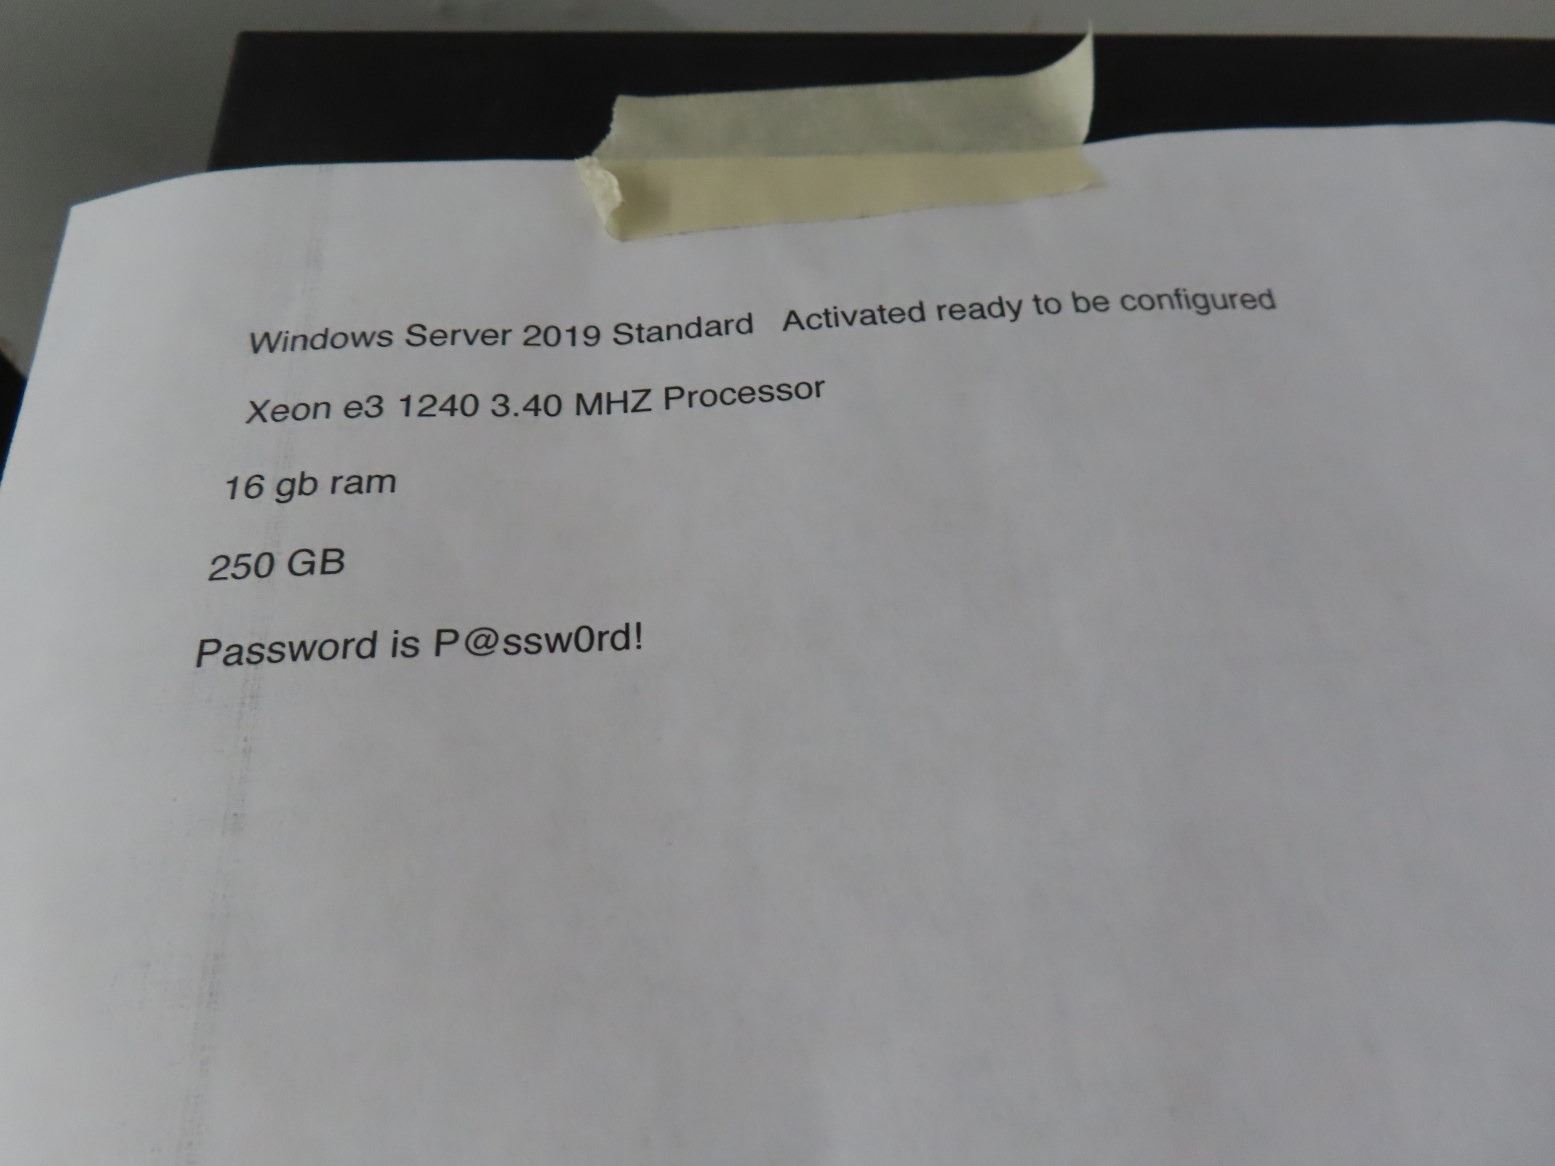 Windows Server 2019 Standard Activated ready to be configured
Xeon e3 1240 3.40 MHZ Processor
16 gb ram
250 GB
Password is P@ssw0rd!